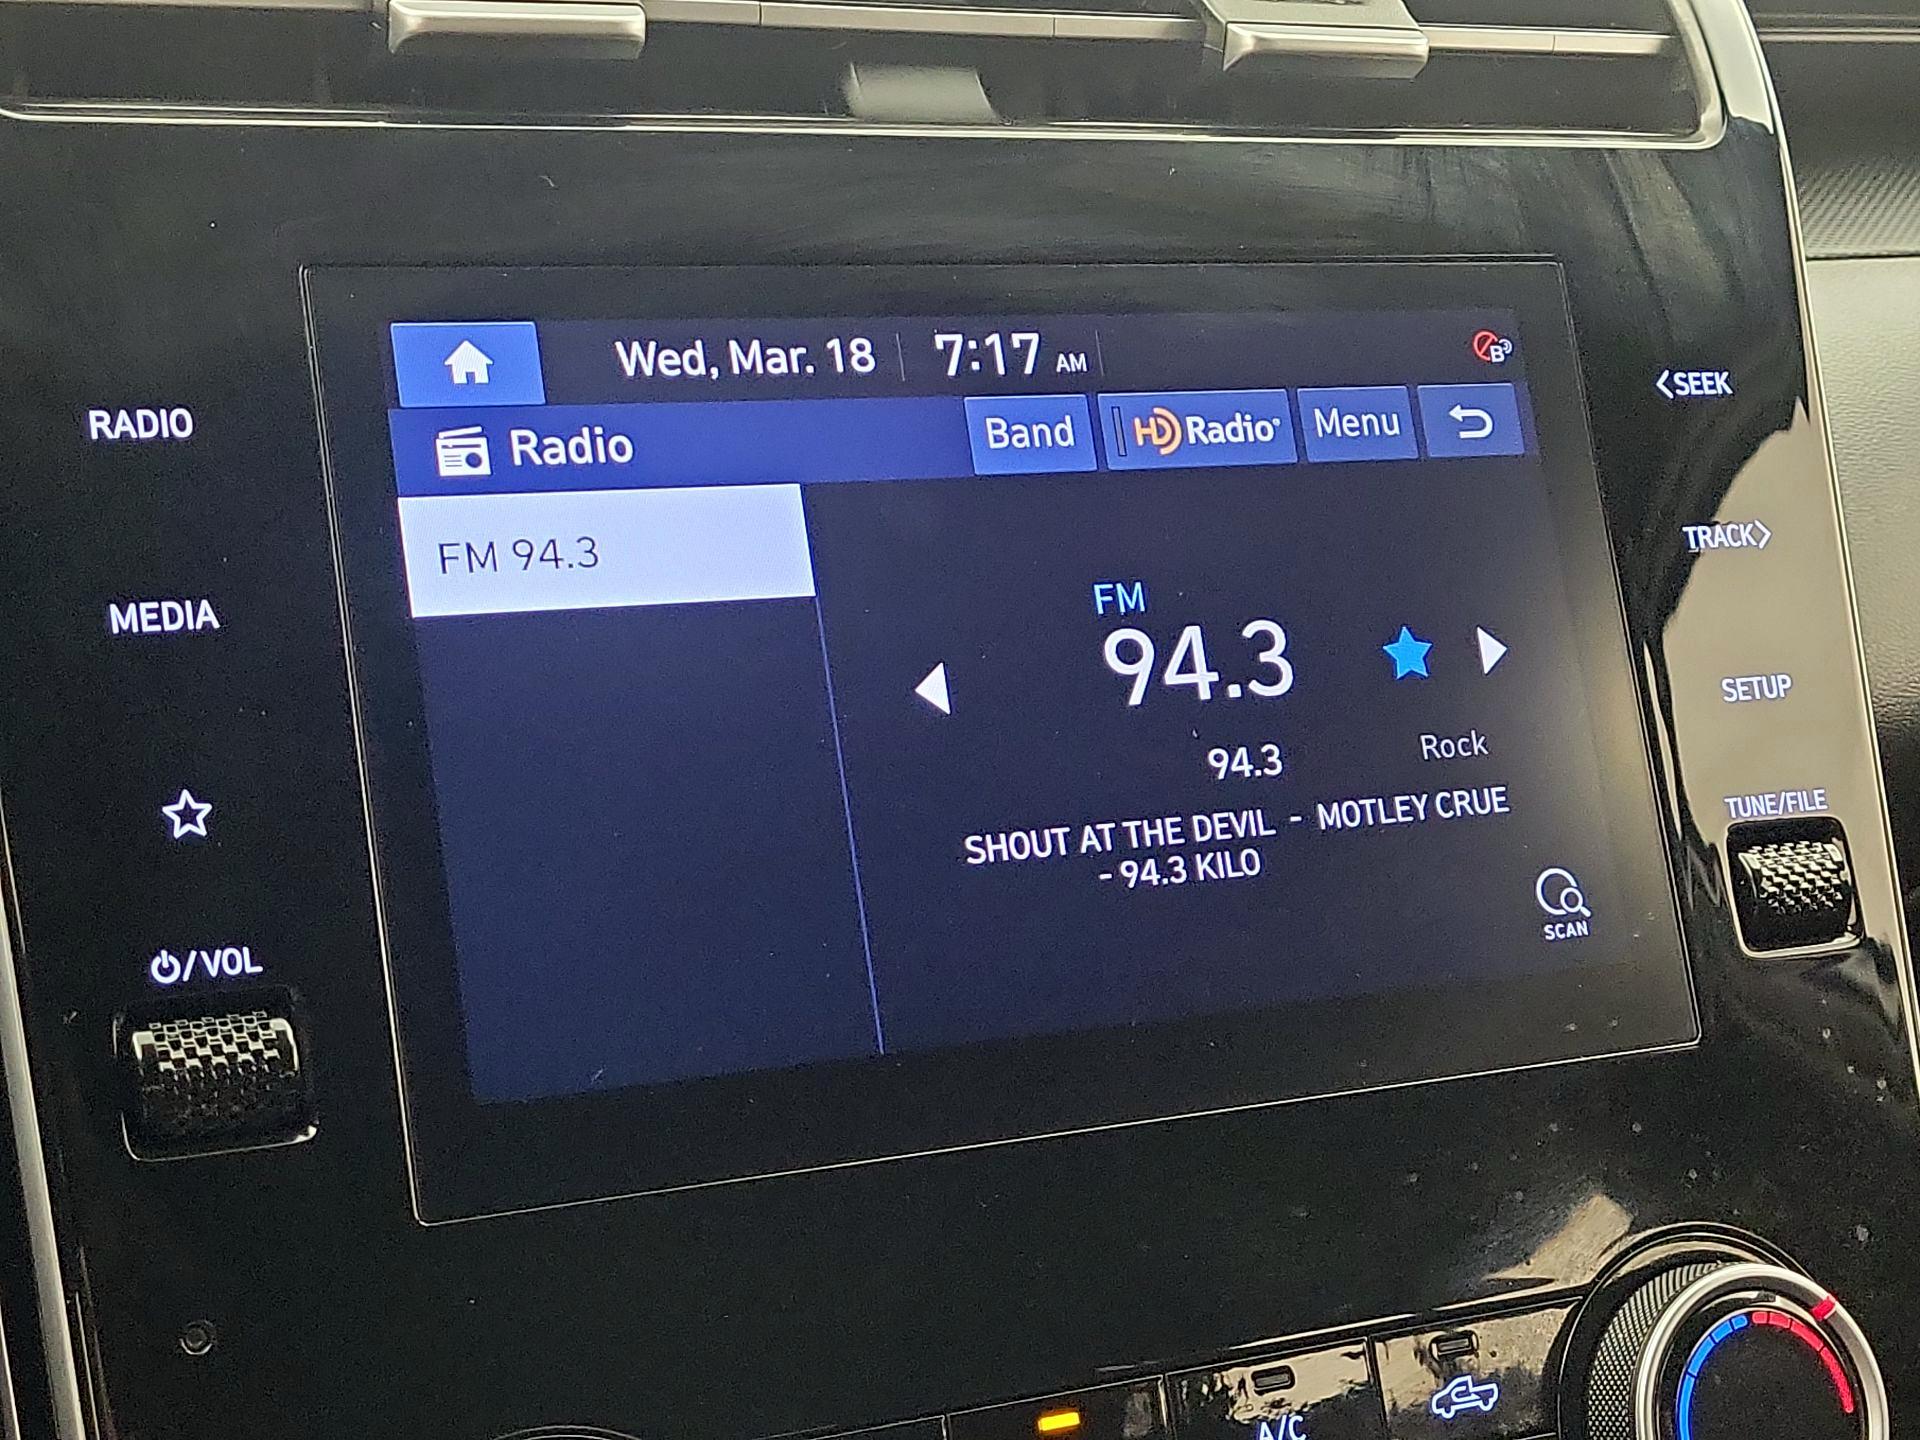 Wed, Mar. 18 7:17 AM
B
RADIO
Radio
Band
HD Radio
Menu
<SEEK
FM 94.3
TRACK>
MEDIA
FM
94.3
94.3
Rock
SETUP
SHOUT AT THE DEVIL - MOTLEY CRUE
- 94.3 KILO
TUNE/FILE
SCAN
/VOL
A/C